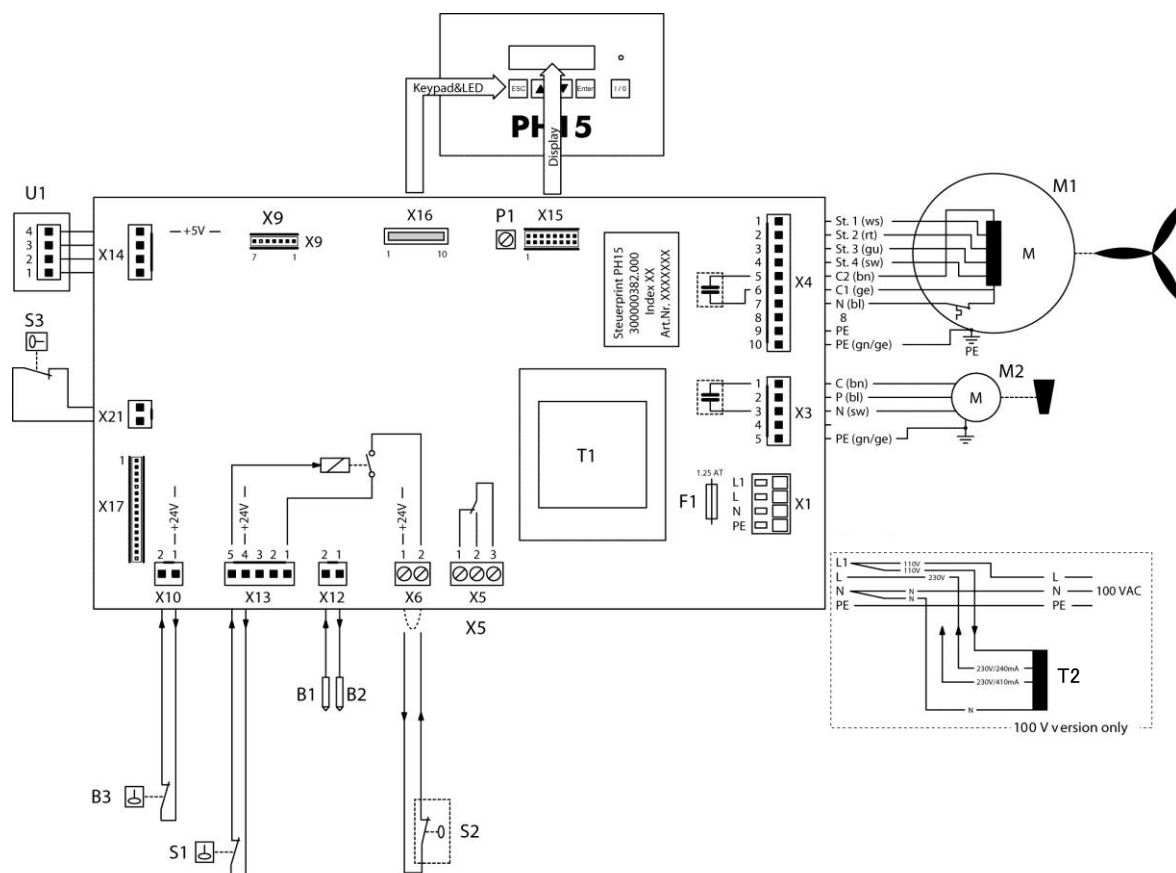 Keypad&LED
ESC
Enter
I / 0
PH15
Display
U1
4
3
2
1
X14
+5V
X9
X9
7 1
X16
1 10
P1
X15
1
Steuerprint PH15
300000382.000
Index XX
Art.Nr. XXXXXXX
1
2
3
4
5
6
7
8
9
10
X4
St. 1 (ws)
St. 2 (rt)
St. 3 (gu)
St. 4 (sw)
C2 (bn)
C1 (ge)
N (bl)
8
PE
PE (gn/ge)
M1
M
PE
S3
X21
1
2
3
4
5
X3
C (bn)
P (bl)
N (sw)
PE (gn/ge)
M2
M
T1
1.25 AT
F1
L1
L
N
PE
X1
1
X17
+24V
2 1
X10
+24V
5 4 3 2 1
X13
2 1
X12
+24V
1 2
X6
1 2 3
X5
X5
B1
B2
B3
S1
S2
L1
L
N
PE
110V
110V
230V
N
N
L
N
PE
100 VAC
230V/240mA
230V/410mA
N
T2
100 V version only